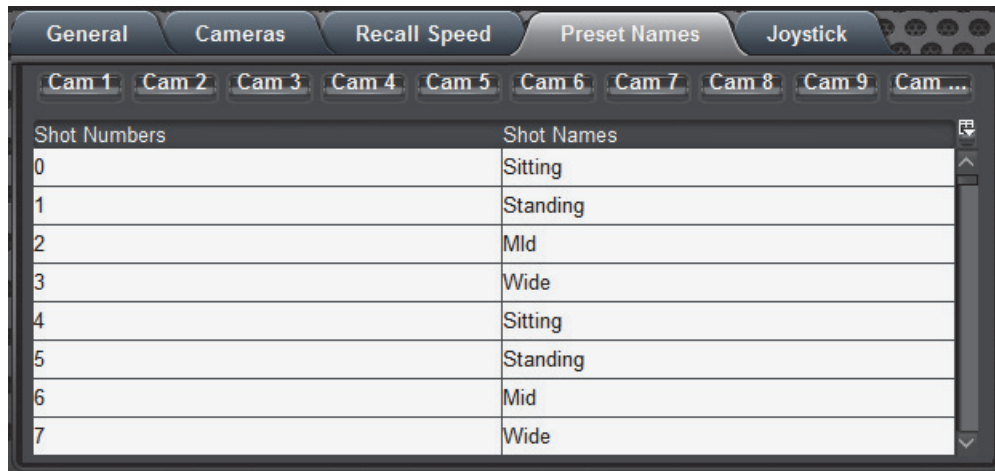 General Cameras Recall Speed Preset Names Joystick
Cam 1 Cam 2 Cam 3 Cam 4 Cam 5 Cam 6 Cam 7 Cam 8 Cam 9 Cam ...
Shot Numbers Shot Names
0 Sitting
1 Standing
2 MId
3 Wide
4 Sitting
5 Standing
6 Mid
7 Wide